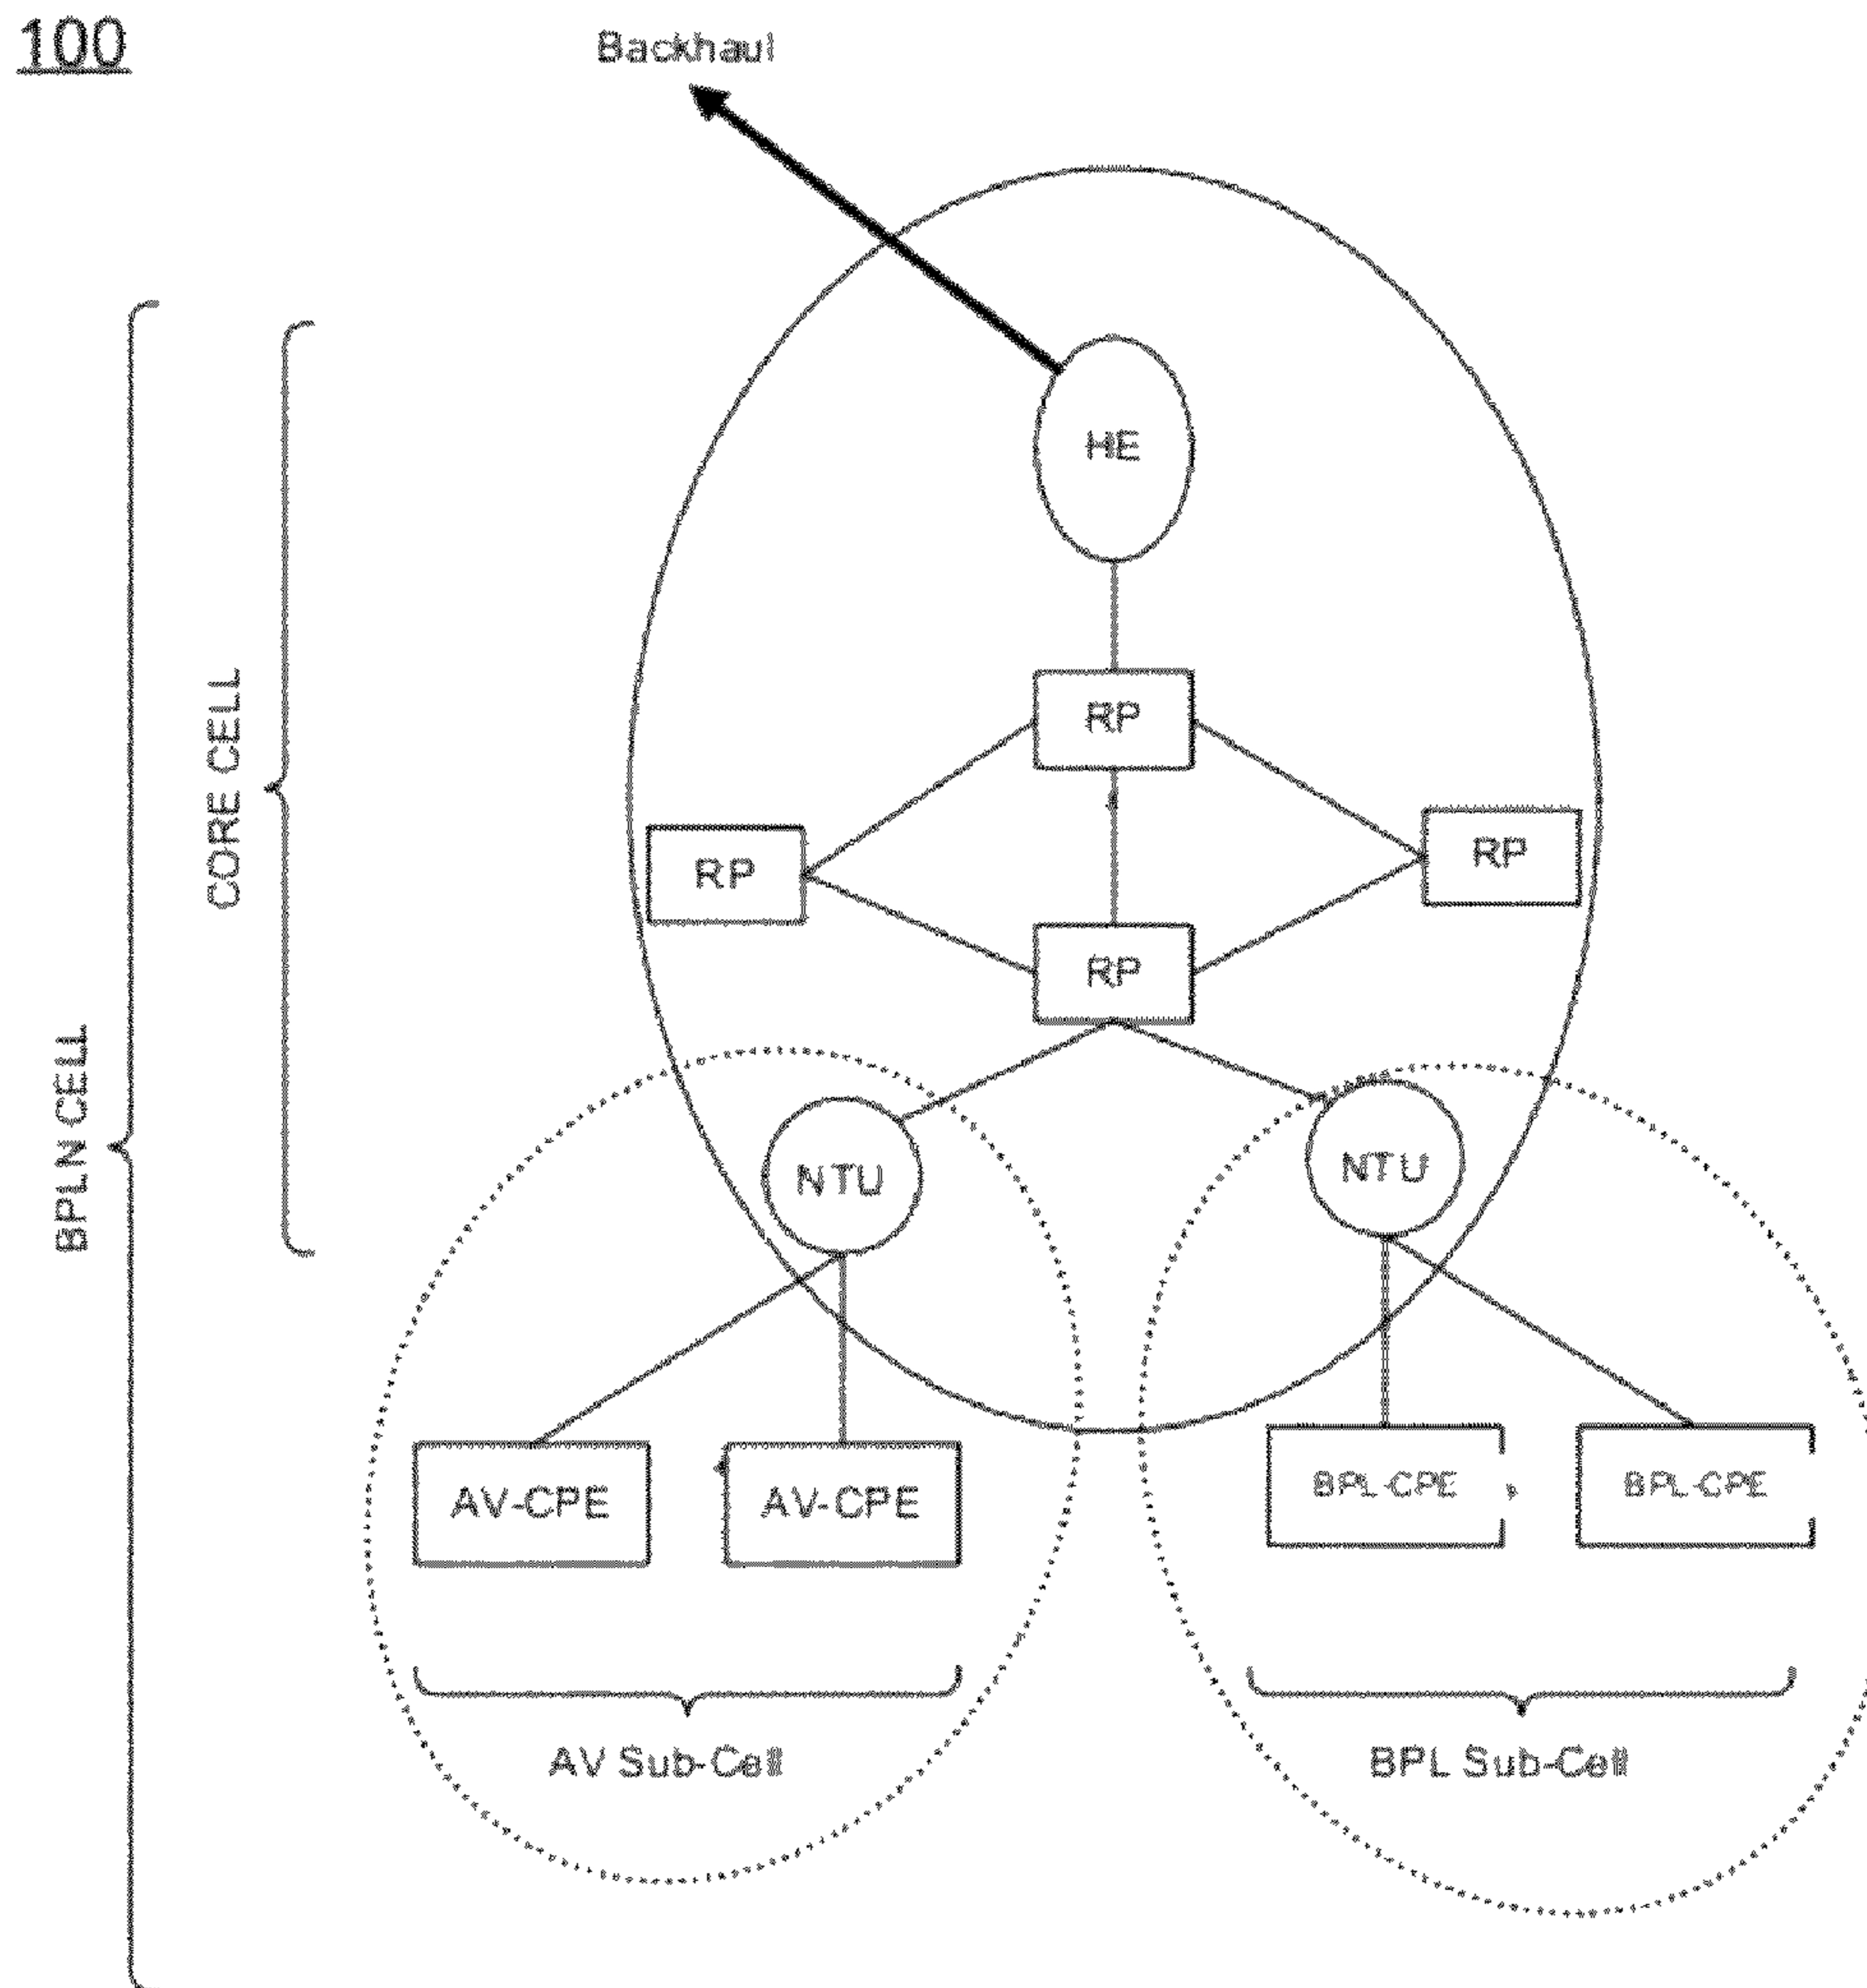 100
Backhaul
HE
RP
RP
RP
RP
CORE CELL
BPLN CELL
NTU
NTU
AV-CPE
AV-CPE
BPL-CPE
BPL-CPE
AV Sub-Cell
BPL Sub-Cell